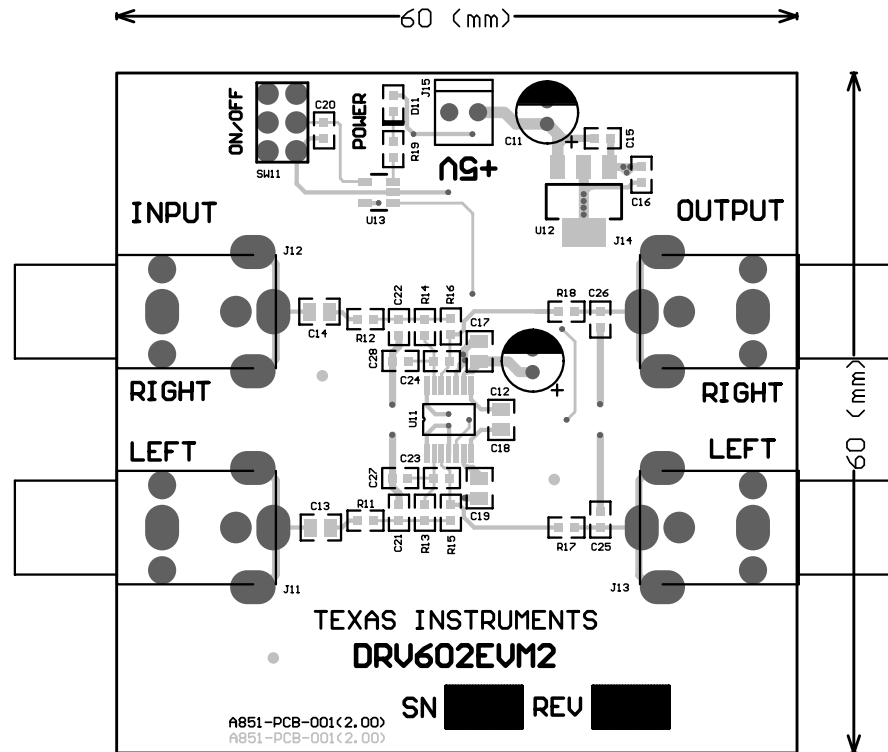 60 (mm)
ON/OFF
C20
POWER
D11
J15
C11
C15
SW11
R19
+5V
C16
U13
U12
J14
INPUT
OUTPUT
J12
C14
R12
C22
R14
R16
C17
R18
C26
C28
C24
RIGHT
RIGHT
U11
C12
C18
60 (mm)
LEFT
LEFT
C27
C23
C19
C13
R11
C21
R13
R15
R17
C25
J11
J13
TEXAS INSTRUMENTS
DRV602EVM2
SN
REV
A851-PCB-001(2.00)
A851-PCB-001(2.00)